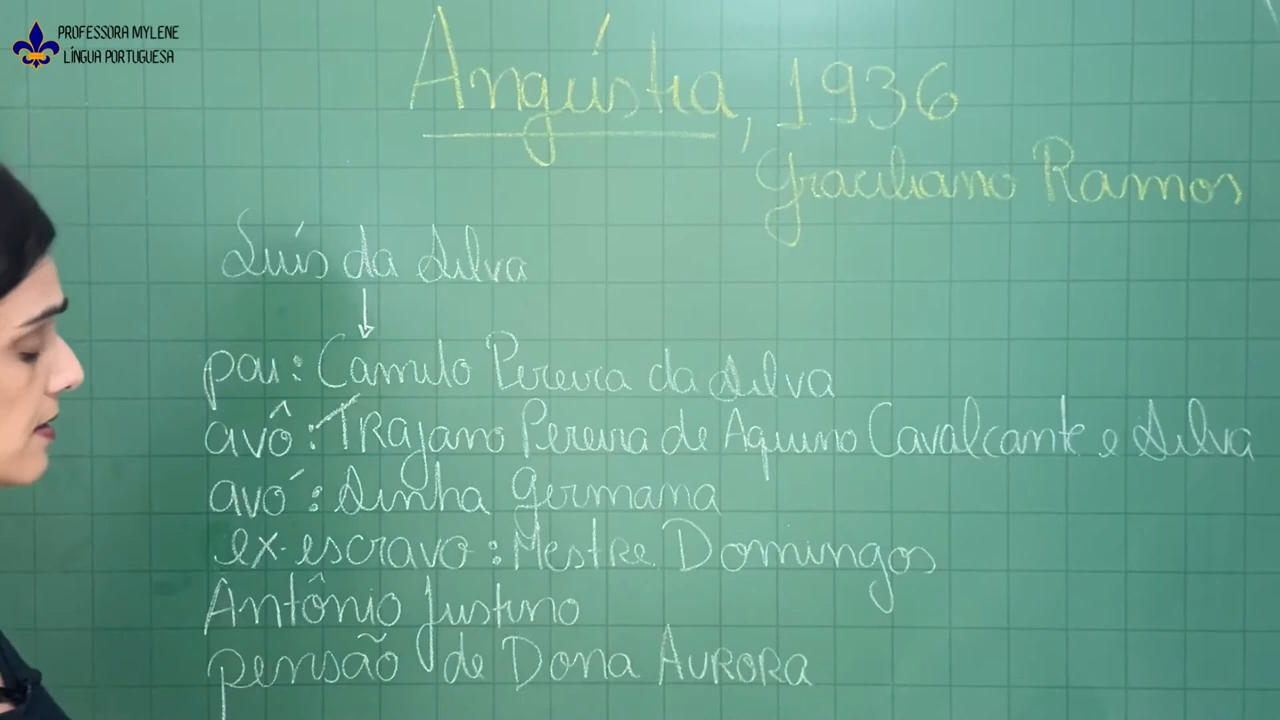 PROFESSORA MYLENE
LÍNGUA PORTUGUESA
Angústia, 1936
Graciliano Ramos
Luís da Silva
pai: Camilo Pereira da Silva
avô: Trajano Pereira de Aquino Cavalcante e Silva
avó: Sinha Germana
ex-escravo: Mestre Domingos
Antônio Justino
pensão de Dona AURORA